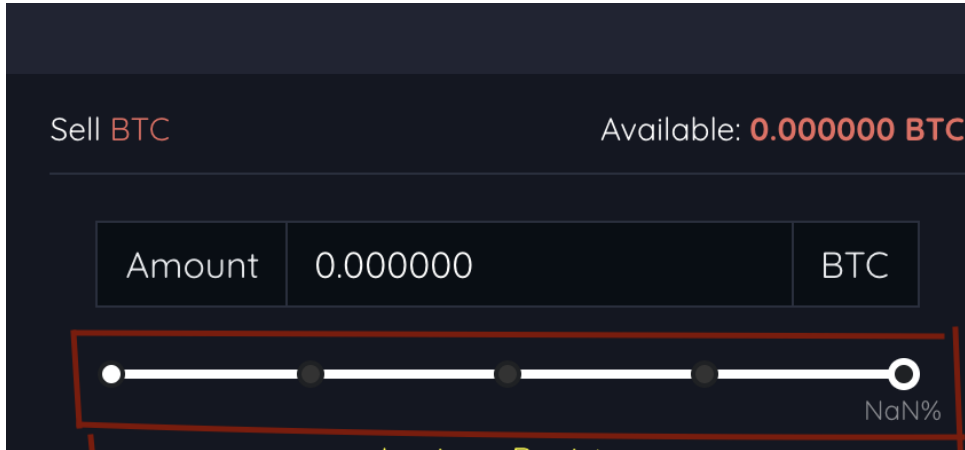 Sell BTC
Available: 0.000000 BTC
Amount 0.000000 BTC
NaN%